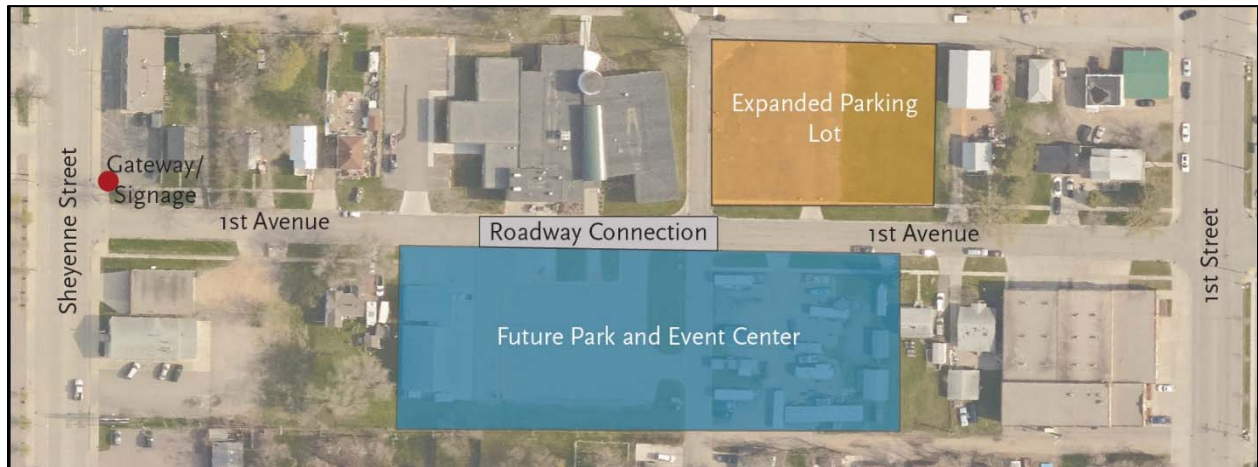 Expanded Parking
Lot
Gateway/
Signage
Sheyenne Street
1st Avenue
Roadway Connection
1st Avenue
1st Street
Future Park and Event Center